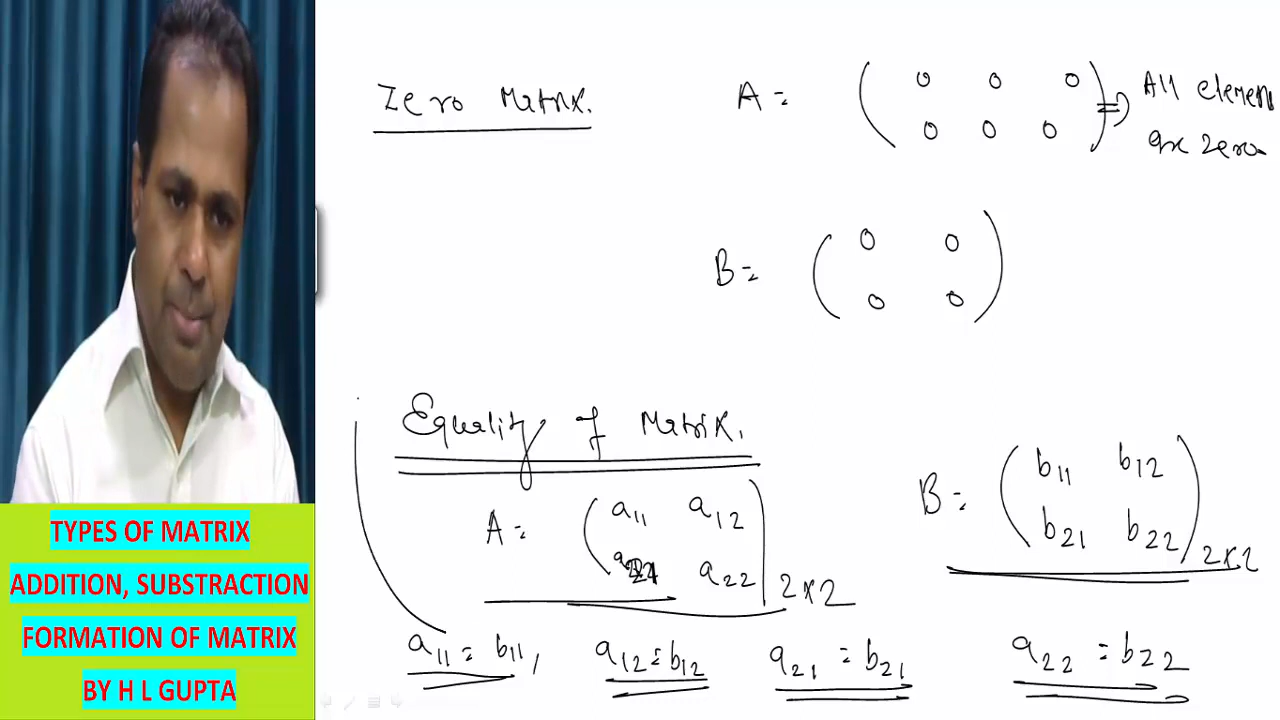 Zero Matrix.
A = ( 0 0 0
0 0 0 ) ⇒ All element
are zero
B = ( 0 0
0 0 )
Equality of Matrix.
A = ( a11 a12
a21 a22 ) 2×2
B = ( b11 b12
b21 b22 ) 2×2
a11 = b11, a12 = b12 a21 = b21 a22 = b22
TYPES OF MATRIX
ADDITION, SUBSTRACTION
FORMATION OF MATRIX
BY H L GUPTA